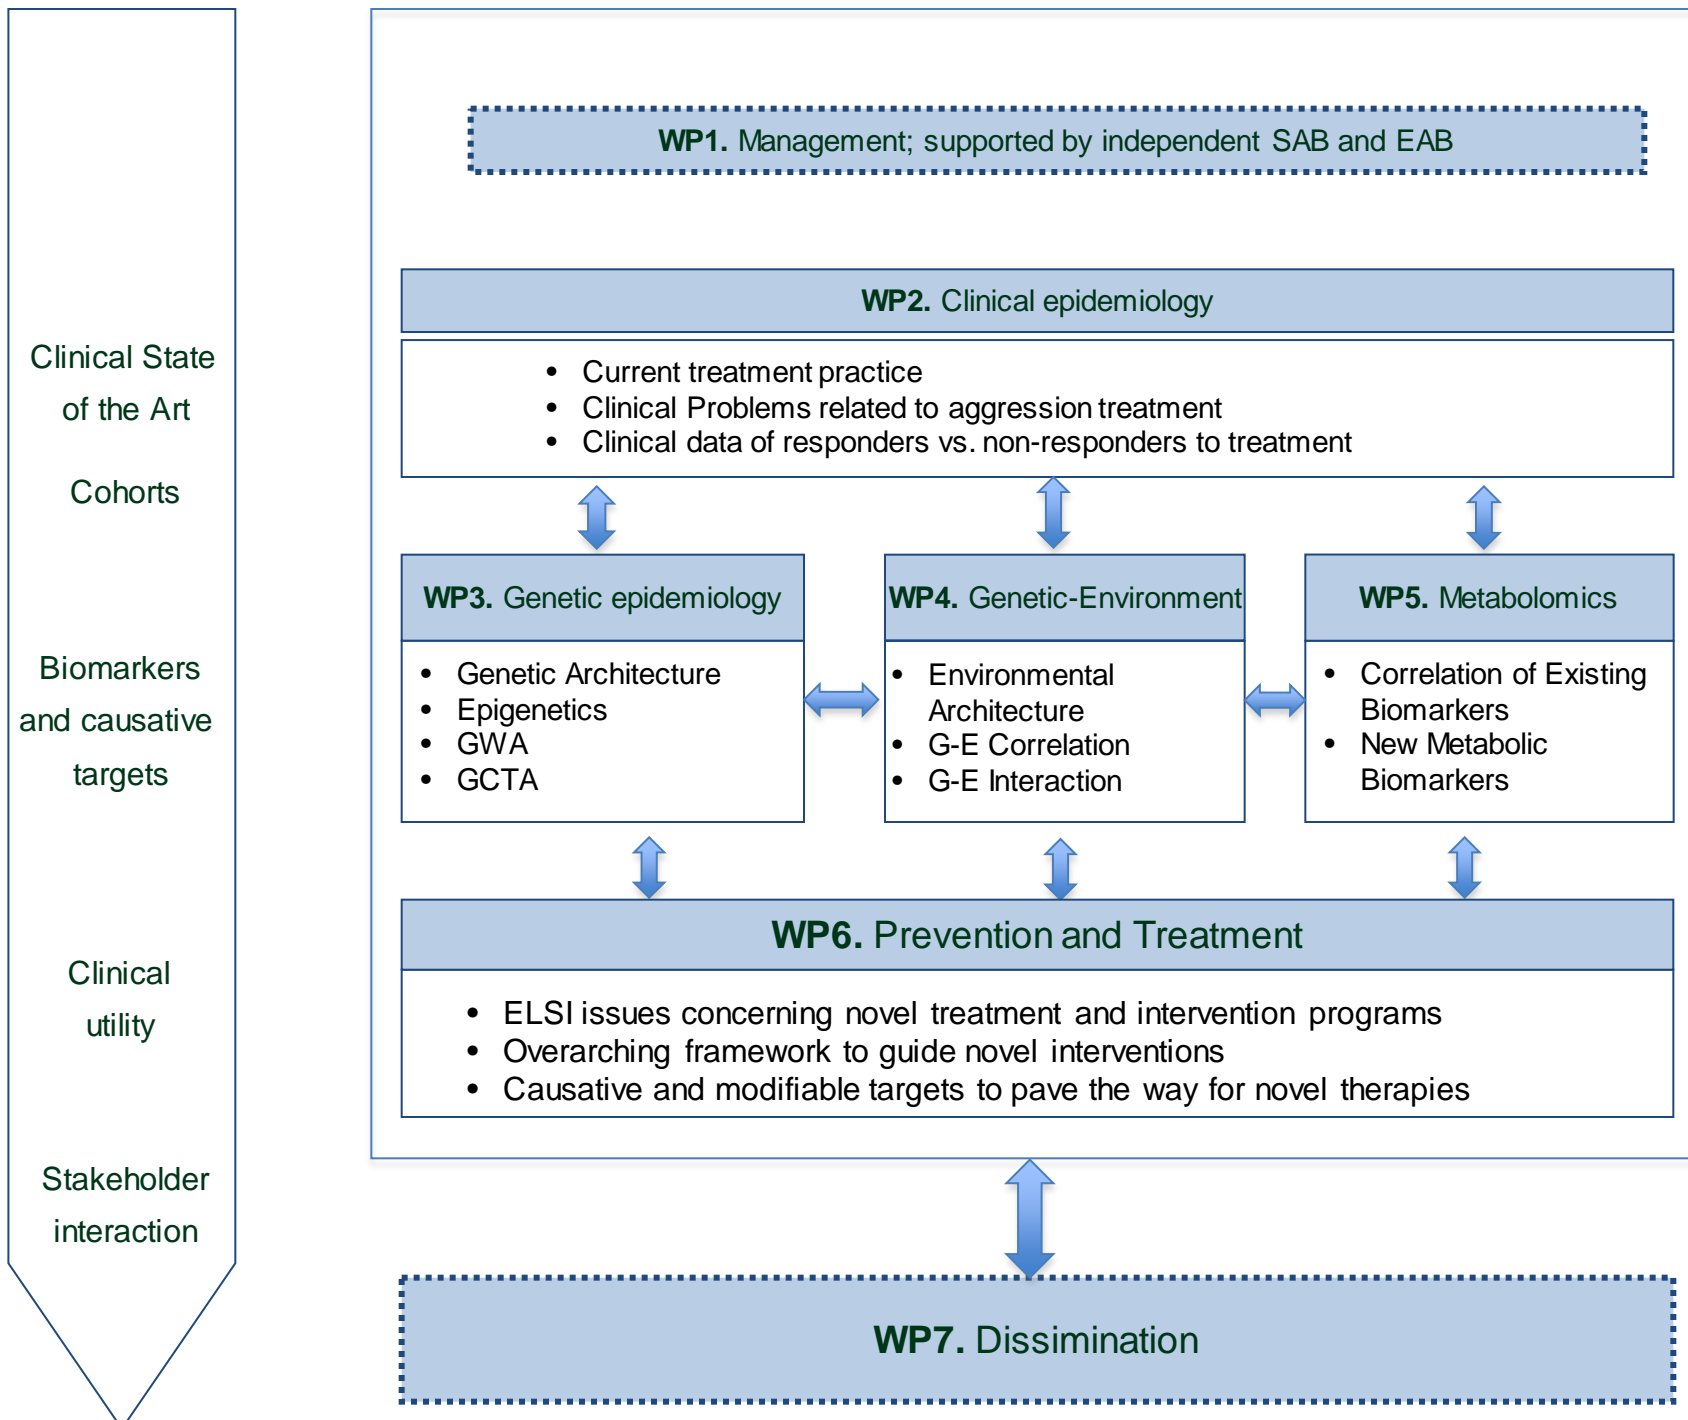 Clinical State
of the Art
Cohorts
Biomarkers
and causative
targets
Clinical
utility
Stakeholder
interaction
WP1. Management; supported by independent SAB and EAB
WP2. Clinical epidemiology
• Current treatment practice
• Clinical Problems related to aggression treatment
• Clinical data of responders vs. non-responders to treatment
WP3. Genetic epidemiology
• Genetic Architecture
• Epigenetics
• GWA
• GCTA
WP4. Genetic-Environment
• Environmental
Architecture
• G-E Correlation
• G-E Interaction
WP5. Metabolomics
• Correlation of Existing
Biomarkers
• New Metabolic
Biomarkers
WP6. Prevention and Treatment
• ELSI issues concerning novel treatment and intervention programs
• Overarching framework to guide novel interventions
• Causative and modifiable targets to pave the way for novel therapies
WP7. Dissimination